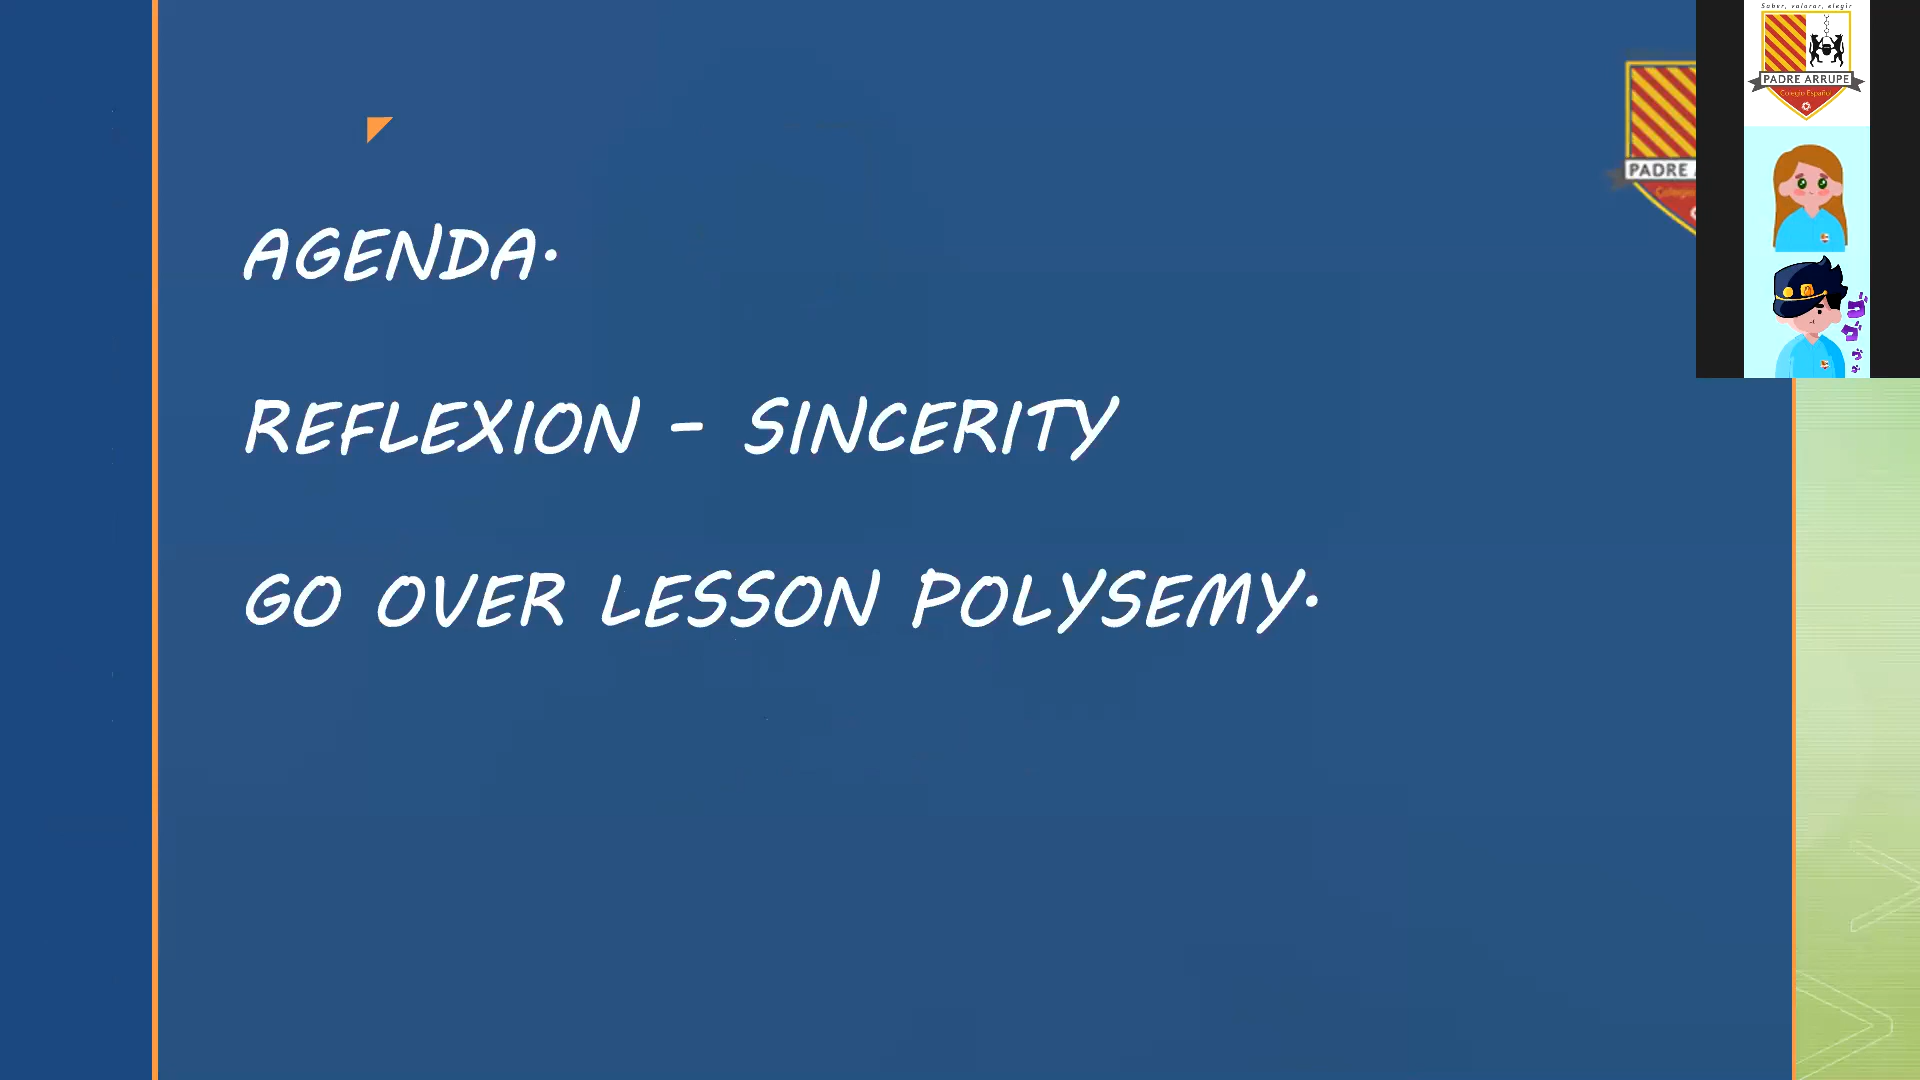 Saber, valorar, elegir
PADRE ARRUPE
Colegio Español
PADRE
AGENDA.
REFLEXION - SINCERITY
GO OVER LESSON POLYSEMY.